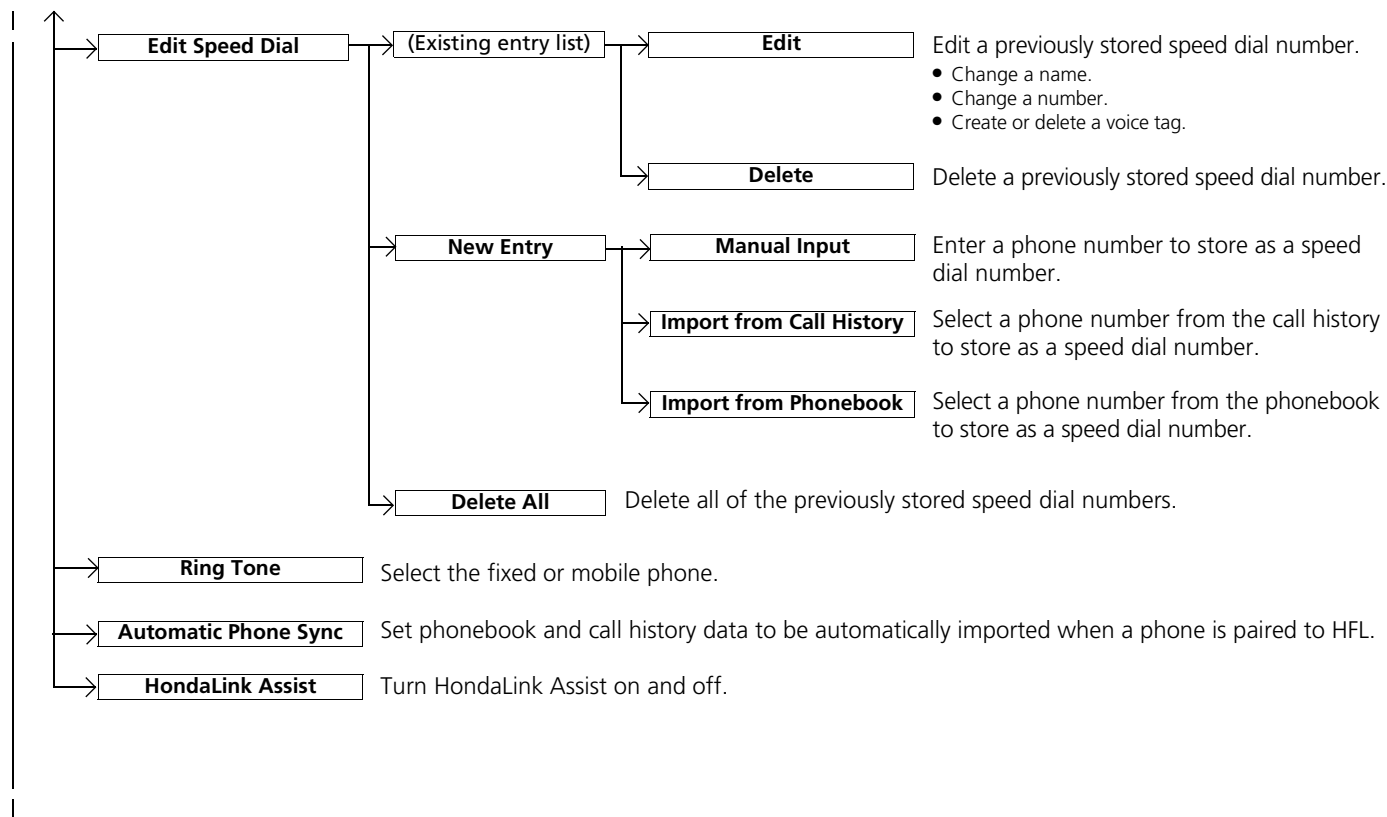 Edit Speed Dial
(Existing entry list)
Edit
Edit a previously stored speed dial number.
• Change a name.
• Change a number.
• Create or delete a voice tag.
Delete
Delete a previously stored speed dial number.
New Entry
Manual Input
Enter a phone number to store as a speed
dial number.
Import from Call History
Select a phone number from the call history
to store as a speed dial number.
Import from Phonebook
Select a phone number from the phonebook
to store as a speed dial number.
Delete All
Delete all of the previously stored speed dial numbers.
Ring Tone
Select the fixed or mobile phone.
Automatic Phone Sync
Set phonebook and call history data to be automatically imported when a phone is paired to HFL.
HondaLink Assist
Turn HondaLink Assist on and off.